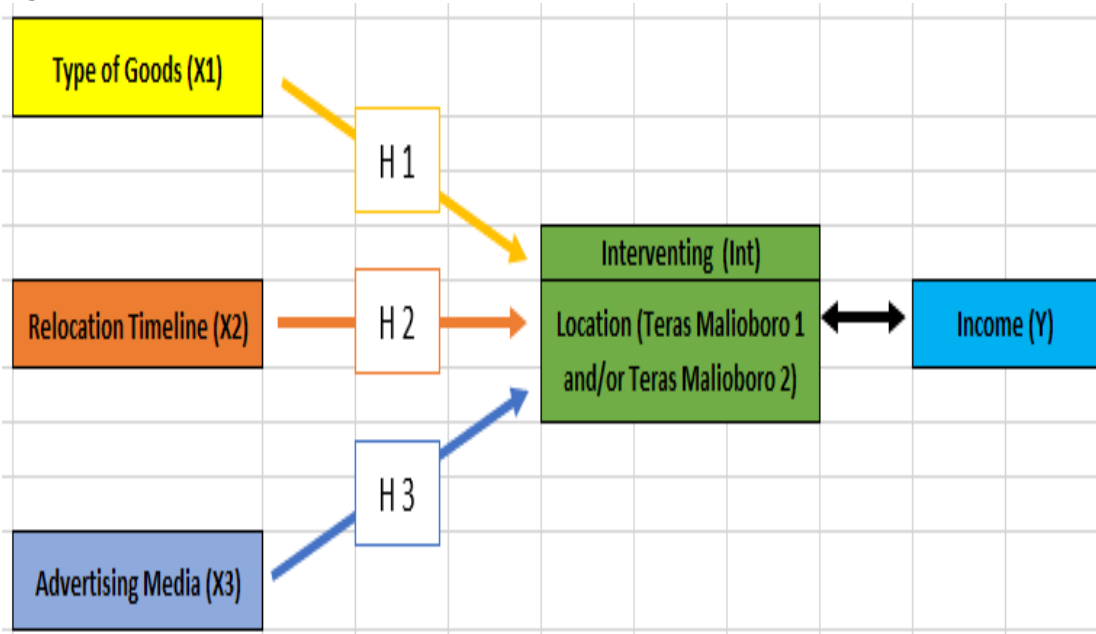 Type of Goods (X1)
H 1
Interventing (Int)
Relocation Timeline (X2)
H 2
Location (Teras Malioboro 1
and/or Teras Malioboro 2)
Income (Y)
H 3
Advertising Media (X3)